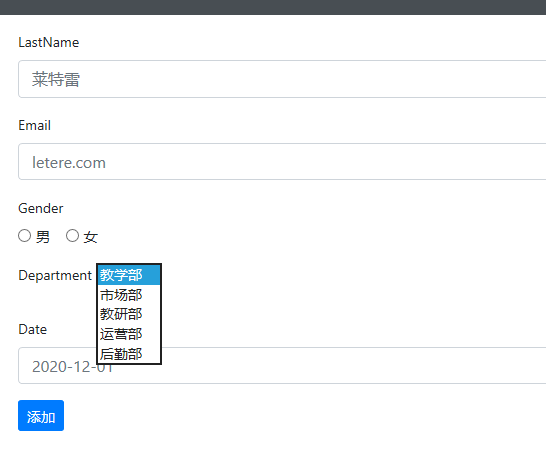 LastName
莱特雷
Email
letere.com
Gender
男 女
Department 教学部
市场部
教研部
运营部
后勤部
Date
2020-12-01
添加